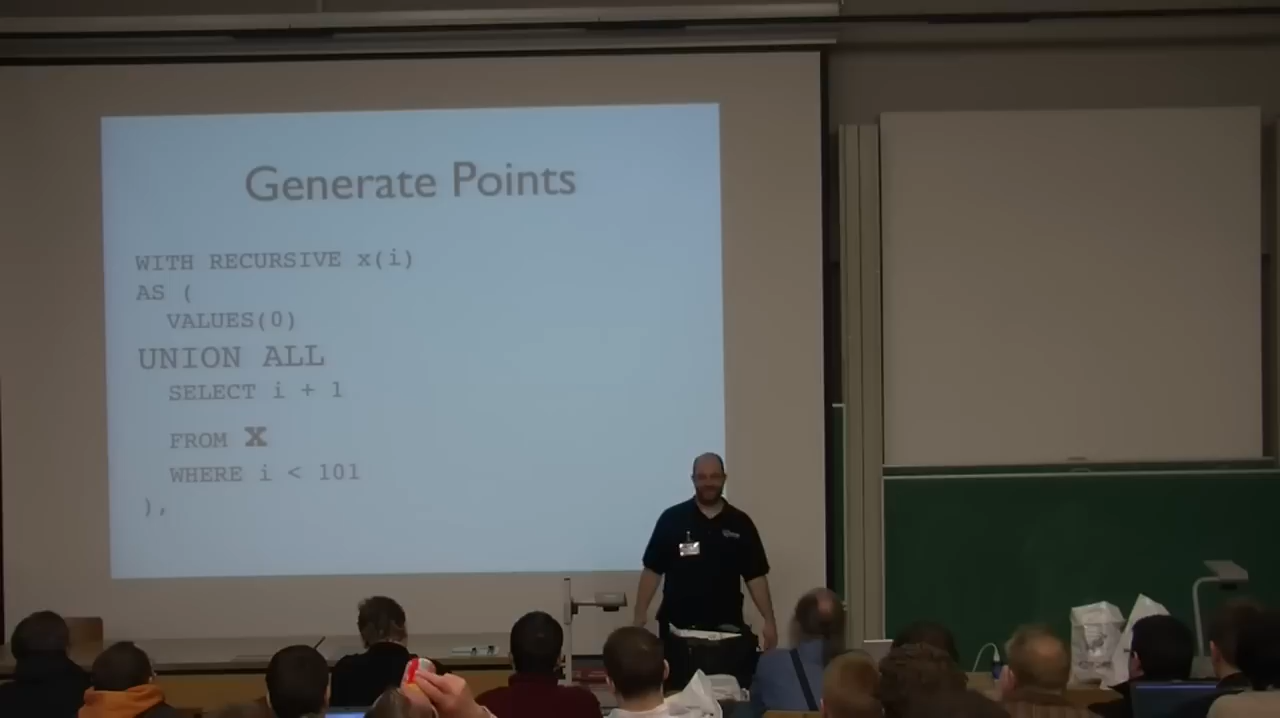 Generate Points
WITH RECURSIVE x(i)
AS (
VALUES(0)
UNION ALL
SELECT i + 1
FROM X
WHERE i < 101
),